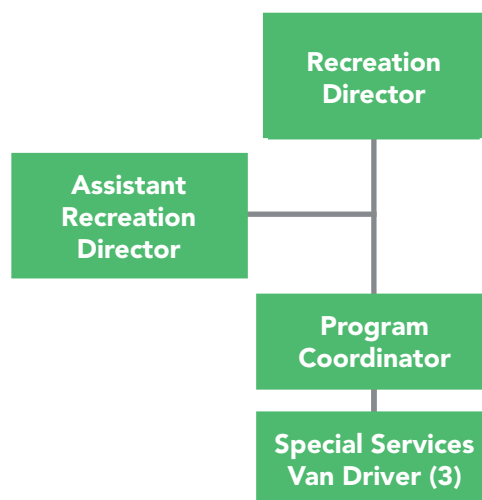 Recreation
Director
Assistant
Recreation
Director
Program
Coordinator
Special Services
Van Driver (3)